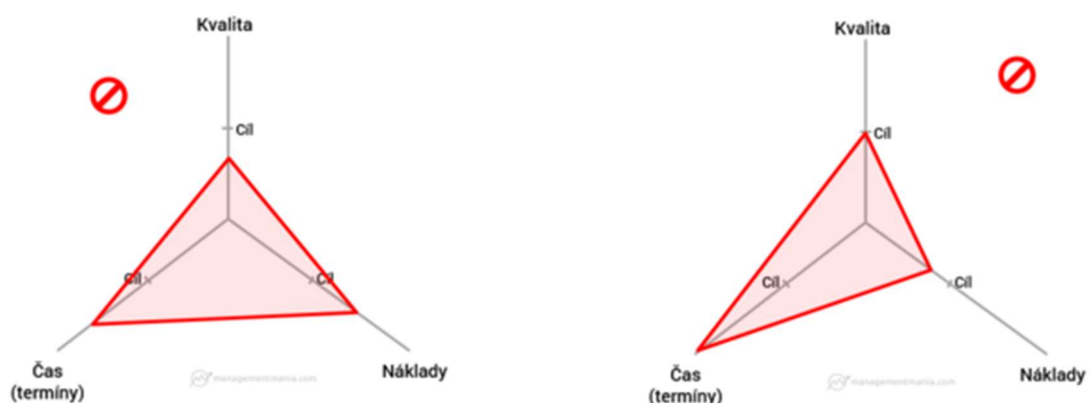 Kvalita
Cíl
Cíl
Cíl
Čas
(termíny)
Náklady
managementmania.com
Kvalita
Cíl
Cíl
Cíl
Čas
(termíny)
Náklady
managementmania.com